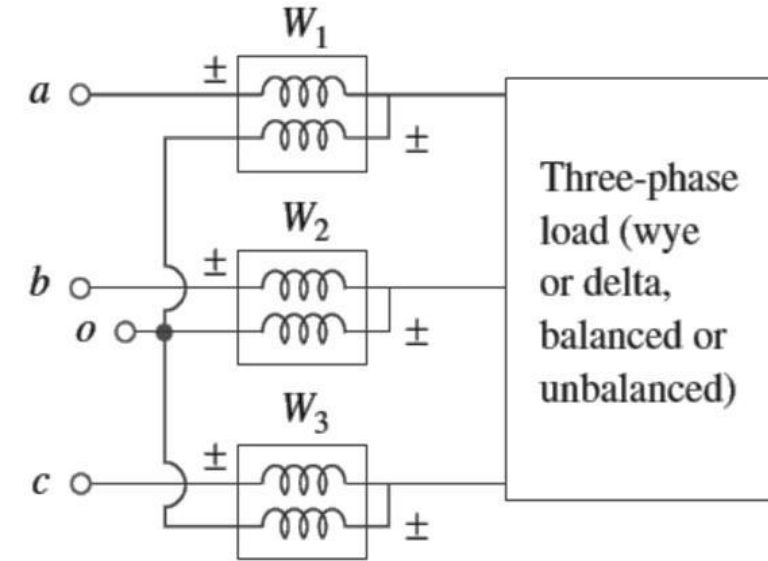 W1
±
a
±
W2
±
b
o
±
W3
±
c
±
Three-phase
load (wye
or delta,
balanced or
unbalanced)